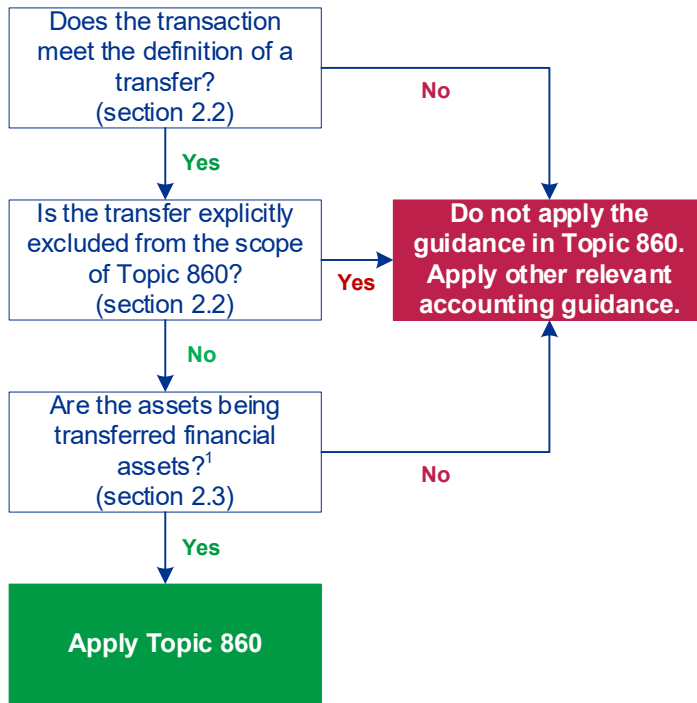 Does the transaction
meet the definition of a
transfer?
(section 2.2)
No
Yes
Is the transfer explicitly
excluded from the scope
of Topic 860?
(section 2.2)
Yes
Do not apply the
guidance in Topic 860.
Apply other relevant
accounting guidance.
No
Are the assets being
transferred financial
assets?¹
(section 2.3)
No
Yes
Apply Topic 860